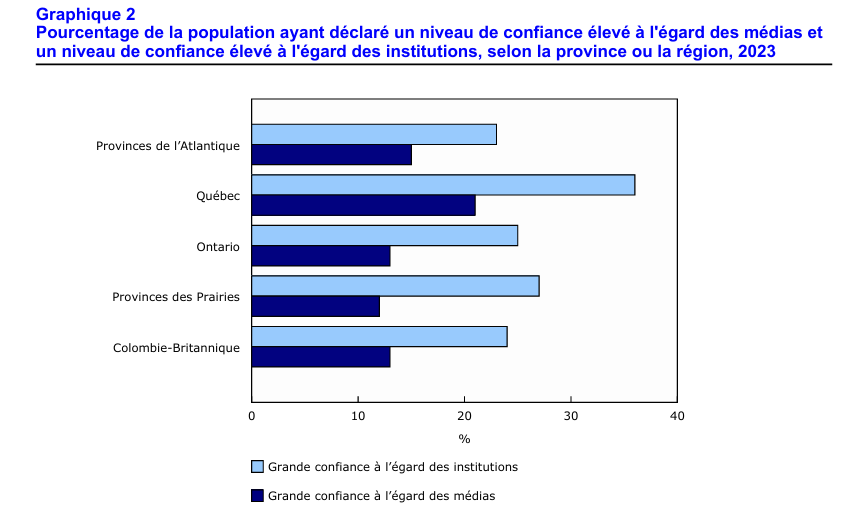 Graphique 2
Pourcentage de la population ayant déclaré un niveau de confiance élevé à l'égard des médias et
un niveau de confiance élevé à l'égard des institutions, selon la province ou la région, 2023
Provinces de l’Atlantique
Québec
Ontario
Provinces des Prairies
Colombie-Britannique
0 10 20 30 40
%
Grande confiance à l’égard des institutions
Grande confiance à l’égard des médias